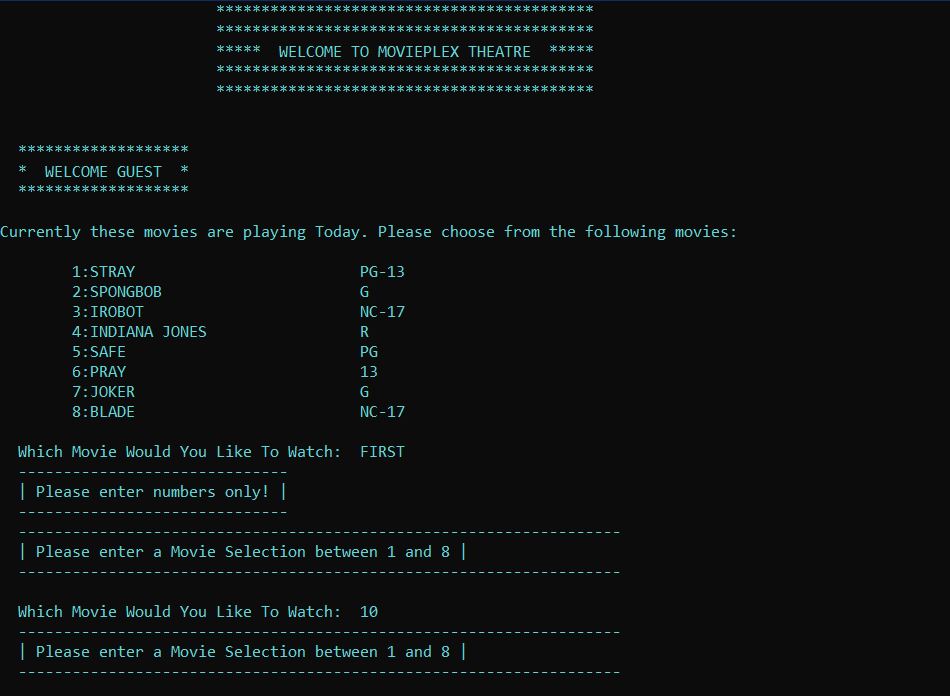 ******************************************
******************************************
*****  WELCOME TO MOVIEPLEX THEATRE  *****
******************************************
******************************************
*******************
*  WELCOME GUEST  *
*******************
Currently these movies are playing Today. Please choose from the following movies:
1:STRAY PG-13
2:SPONGBOB G
3:IROBOT NC-17
4:INDIANA JONES R
5:SAFE PG
6:PRAY 13
7:JOKER G
8:BLADE NC-17
Which Movie Would You Like To Watch:  FIRST
------------------------------
| Please enter numbers only! |
------------------------------
-------------------------------------------------------------------
| Please enter a Movie Selection between 1 and 8 |
-------------------------------------------------------------------
Which Movie Would You Like To Watch:  10
-------------------------------------------------------------------
| Please enter a Movie Selection between 1 and 8 |
-------------------------------------------------------------------